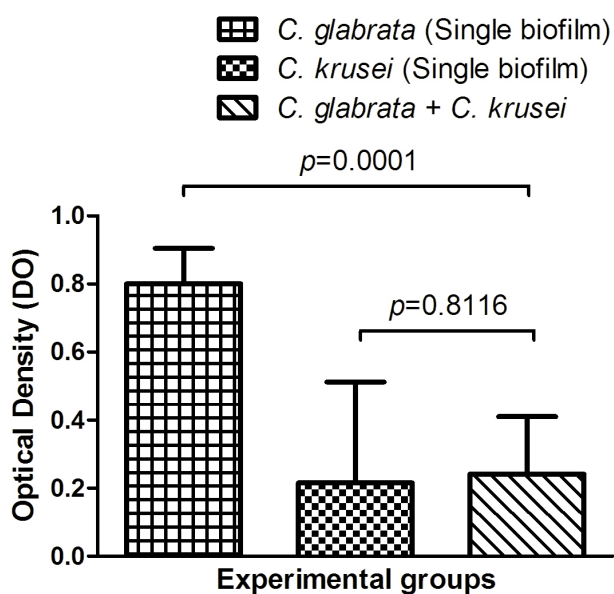 C. glabrata (Single biofilm)
C. krusei (Single biofilm)
C. glabrata + C. krusei
p=0.0001
p=0.8116
Optical Density (DO)
1.0
0.8
0.6
0.4
0.2
0.0
Experimental groups